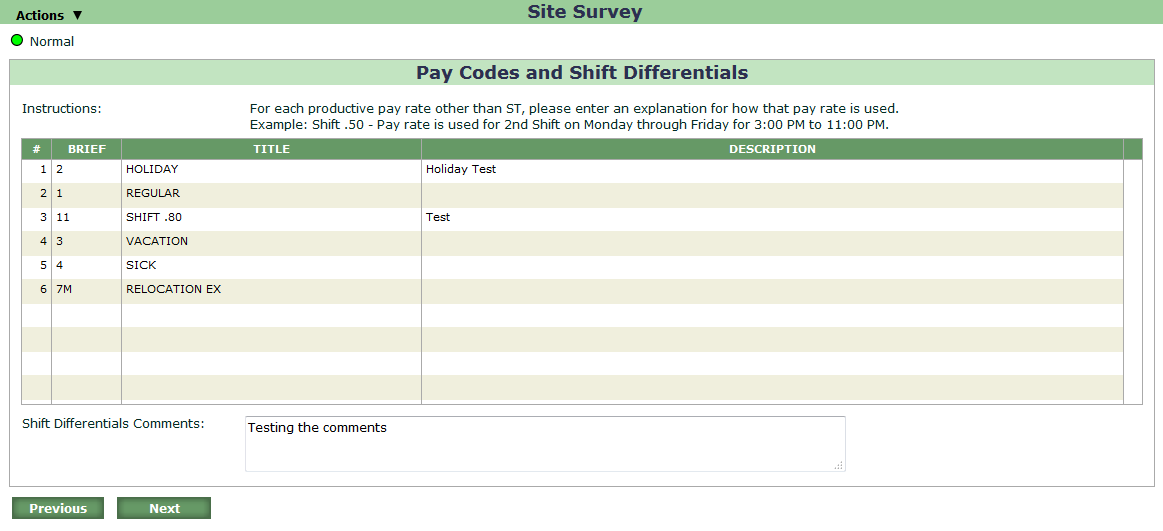 Actions ▼
Site Survey
Normal
Pay Codes and Shift Differentials
Instructions: For each productive pay rate other than ST, please enter an explanation for how that pay rate is used.
Example: Shift .50 - Pay rate is used for 2nd Shift on Monday through Friday for 3:00 PM to 11:00 PM.
# BRIEF TITLE DESCRIPTION
1 2 HOLIDAY Holiday Test
2 1 REGULAR
3 11 SHIFT .80 Test
4 3 VACATION
5 4 SICK
6 7M RELOCATION EX
Shift Differentials Comments: Testing the comments
Previous Next